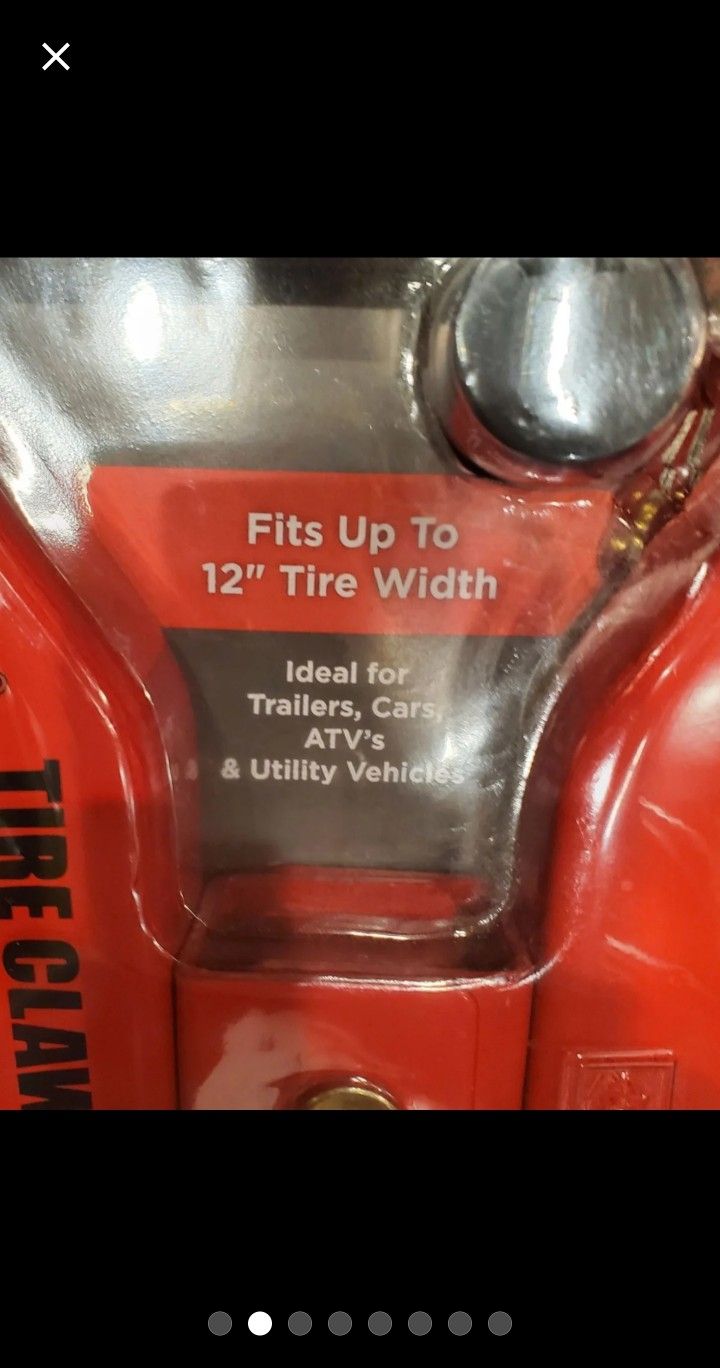 Fits Up To
12" Tire Width
Ideal for
Trailers, Cars,
ATV's
& Utility Vehicles
TIRE CLAW